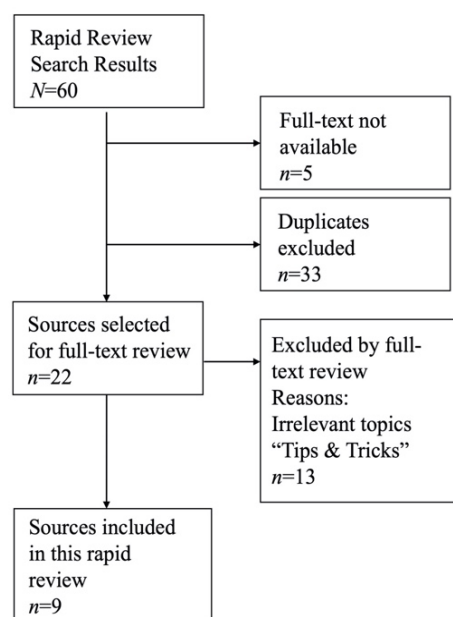 Rapid Review
Search Results
N=60
Full-text not
available
n=5
Duplicates
excluded
n=33
Sources selected
for full-text review
n=22
Excluded by full-
text review
Reasons:
Irrelevant topics
“Tips & Tricks”
n=13
Sources included
in this rapid
review
n=9